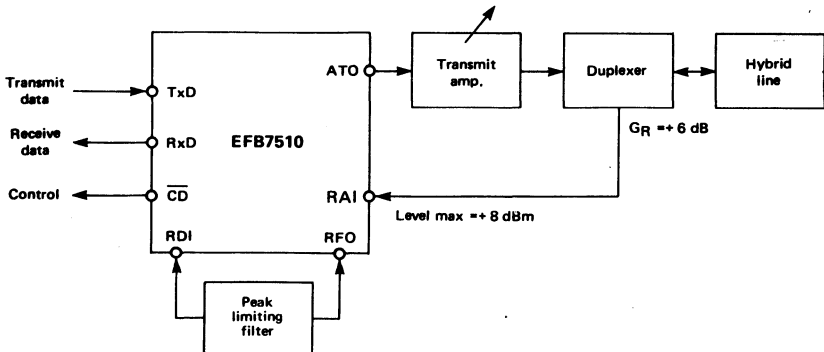 Transmit
data
TxD
Receive
data
RxD
Control
CD
EFB7510
ATO
RAI
RDI
RFO
Transmit
amp.
Duplexer
Hybrid
line
GR =+ 6 dB
Level max =+ 8 dBm
Peak
limiting
filter